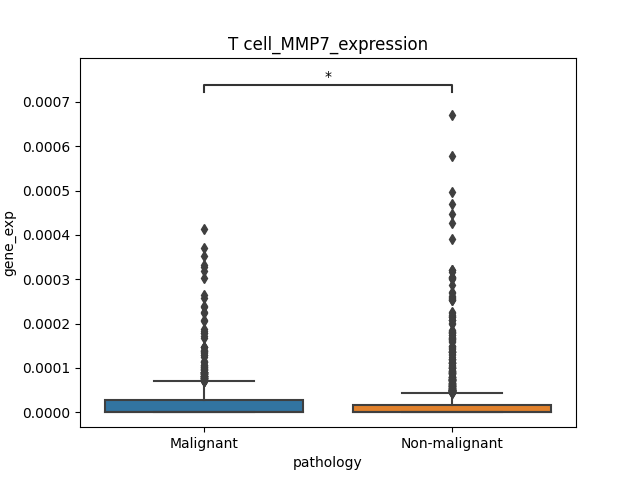 T cell_MMP7_expression
*
0.0007
0.0006
0.0005
0.0004
0.0003
0.0002
0.0001
0.0000
gene_exp
Malignant
Non-malignant
pathology